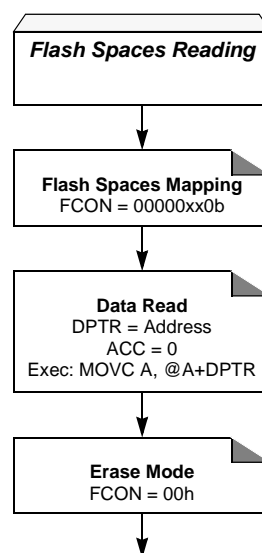 Flash Spaces Reading
Flash Spaces Mapping
FCON = 00000xx0b
Data Read
DPTR = Address
ACC = 0
Exec: MOVC A, @A+DPTR
Erase Mode
FCON = 00h